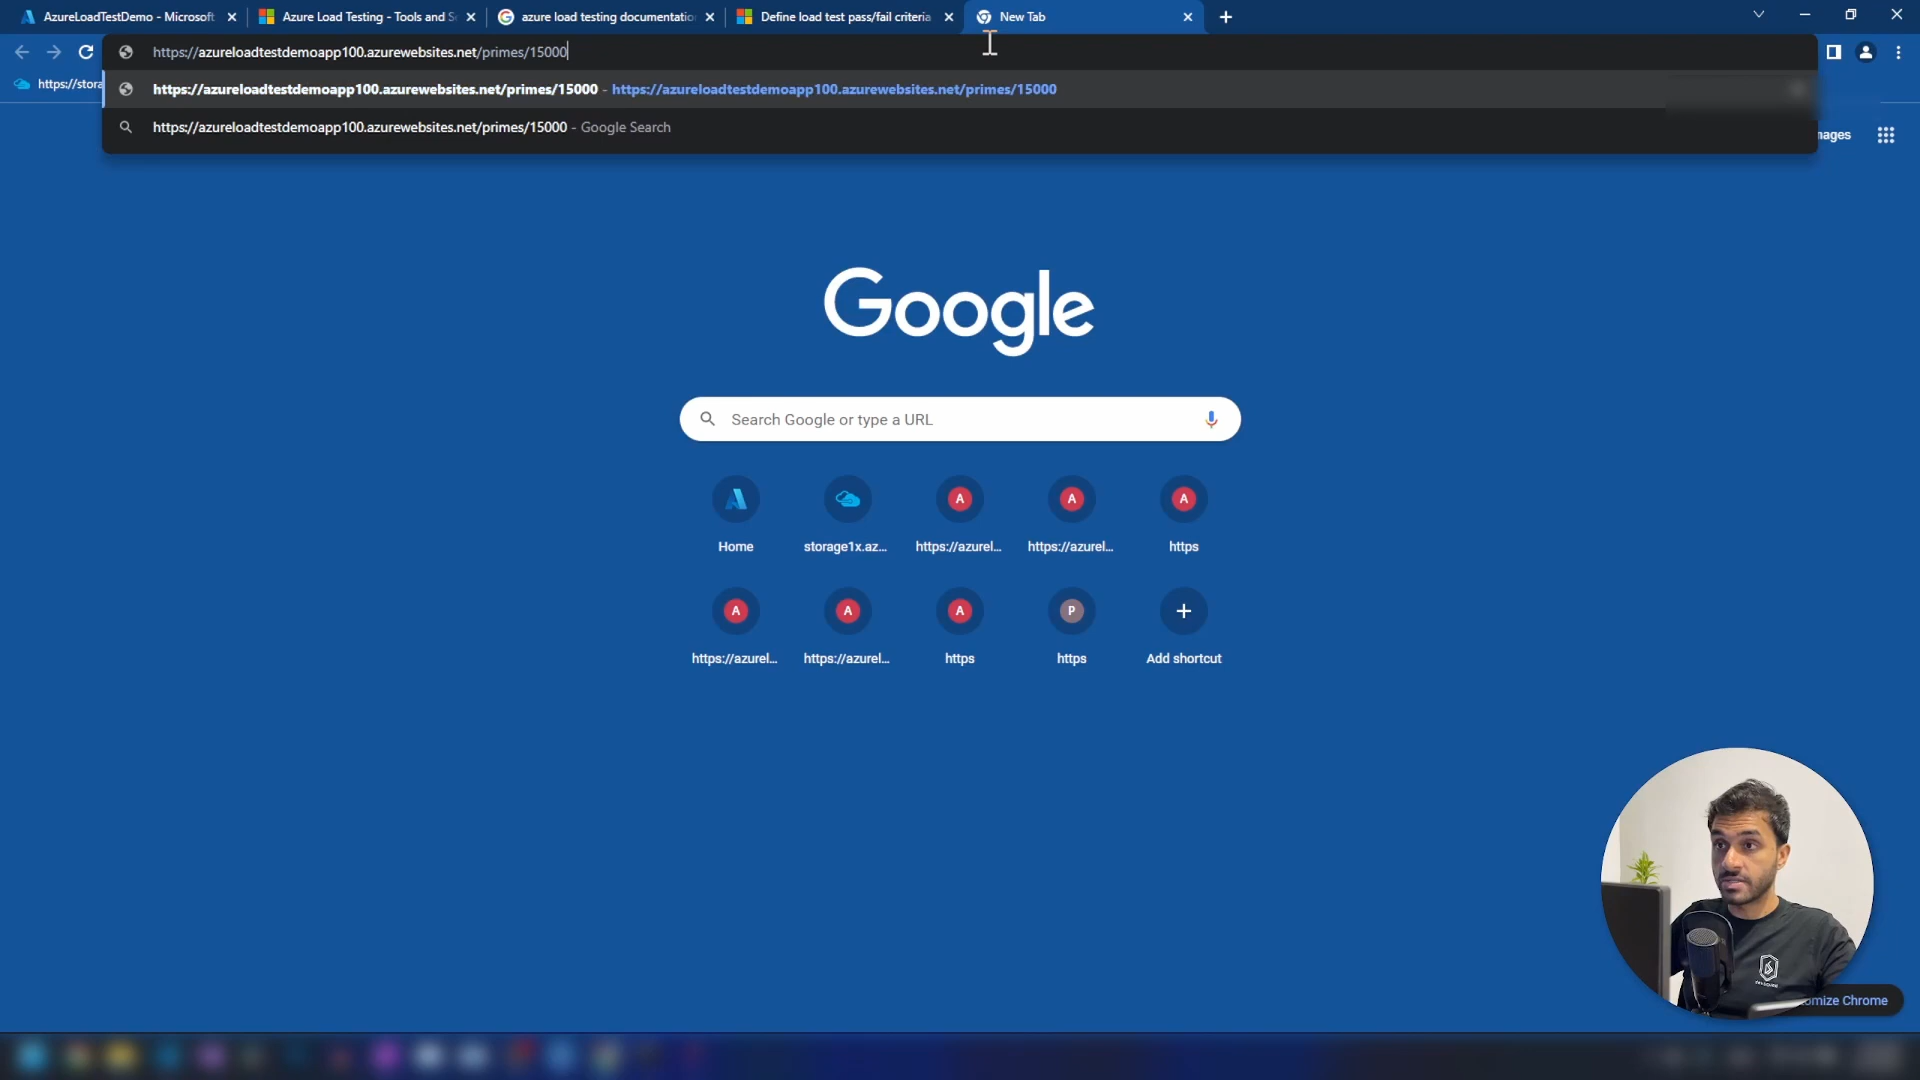 AzureLoadTestDemo - Microsoft
Azure Load Testing - Tools and S
azure load testing documentatio
Define load test pass/fail criteria
New Tab
https://azureloadtestdemoapp100.azurewebsites.net/primes/15000
https://stora
https://azureloadtestdemoapp100.azurewebsites.net/primes/15000 - https://azureloadtestdemoapp100.azurewebsites.net/primes/15000
https://azureloadtestdemoapp100.azurewebsites.net/primes/15000 - Google Search
mages
Google
Search Google or type a URL
A A A
Home storage1x.az... https://azurel... https://azurel... https
A A A P
https://azurel... https://azurel... https https Add shortcut
omize Chrome